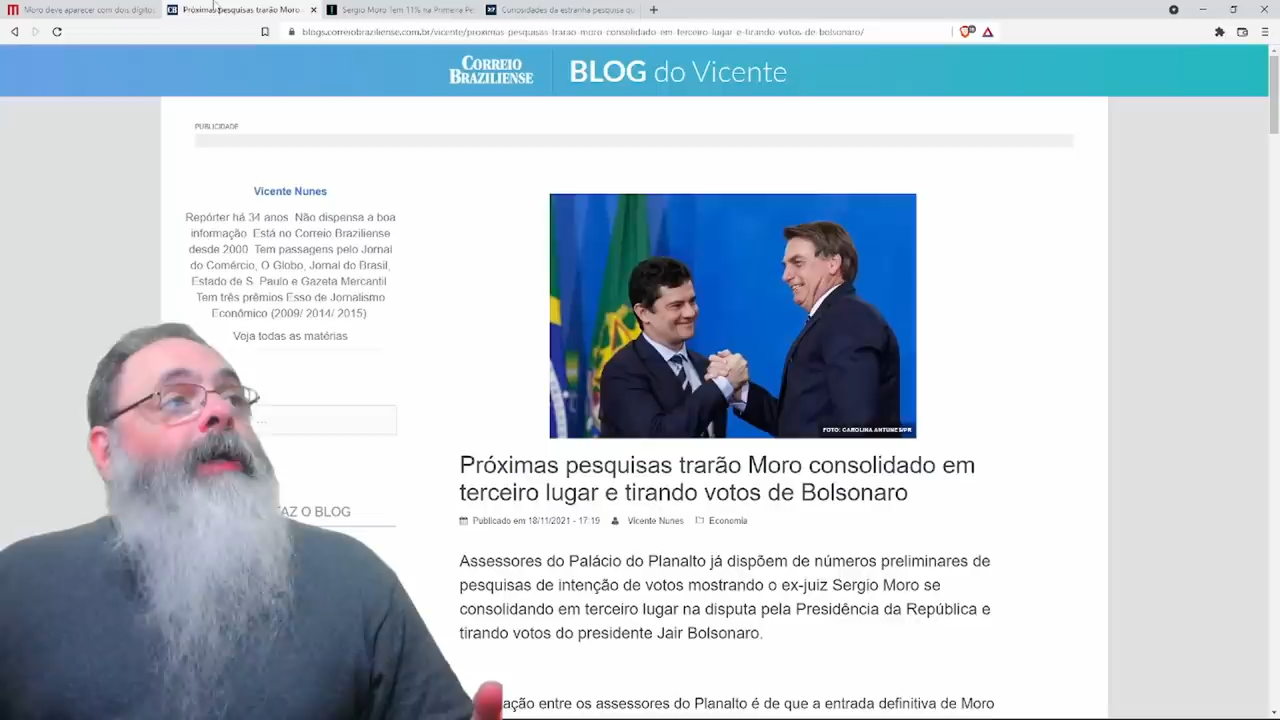 Moro deve aparecer com dois dígitos
Próximas pesquisas trarão Moro
Sergio Moro Tem 11% na Primeira Pe
Curiosidades da estranha pesquisa qu
blogs.correiobraziliense.com.br/vicente/proximas-pesquisas-trarao-moro-consolidado-em-terceiro-lugar-e-tirando-votos-de-bolsonaro/
CORREIO
BRAZILIENSE
BLOG do Vicente
PUBLICIDADE
Vicente Nunes
Repórter há 34 anos Não dispensa a boa
informação Está no Correio Braziliense
desde 2000 Tem passagens pelo Jornal
do Comércio, O Globo, Jornal do Brasil,
Estado de S. Paulo e Gazeta Mercantil
Tem três prêmios Esso de Jornalismo
Econômico (2009/ 2014/ 2015)
Veja todas as matérias
...
AZ O BLOG
FOTO: CAROLINA ANTUNES/PR
Próximas pesquisas trarão Moro consolidado em
terceiro lugar e tirando votos de Bolsonaro
Publicado em 18/11/2021 - 17:19 Vicente Nunes Economia
Assessores do Palácio do Planalto já dispõem de números preliminares de
pesquisas de intenção de votos mostrando o ex-juiz Sergio Moro se
consolidando em terceiro lugar na disputa pela Presidência da República e
tirando votos do presidente Jair Bolsonaro.
ação entre os assessores do Planalto é de que a entrada definitiva de Moro